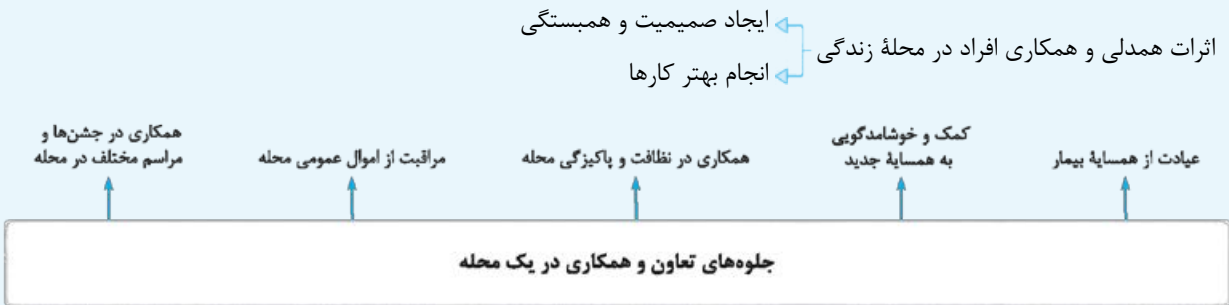 اثرات همدلی و همکاری افراد در محلهٔ زندگی
ایجاد صمیمیت و همبستگی
انجام بهتر کارها
عیادت از همسایهٔ بیمار
کمک و خوشامدگویی
به همسایهٔ جدید
همکاری در نظافت و پاکیزگی محله
مراقبت از اموال عمومی محله
همکاری در جشن‌ها و
مراسم مختلف در محله
جلوه‌های تعاون و همکاری در یک محله